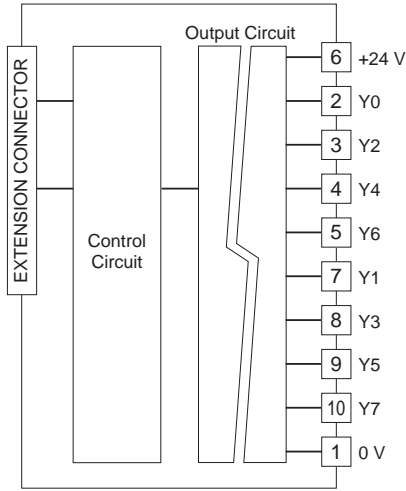 Output Circuit
EXTENSION CONNECTOR
Control
Circuit
6 +24 V
2 Y0
3 Y2
4 Y4
5 Y6
7 Y1
8 Y3
9 Y5
10 Y7
1 0 V